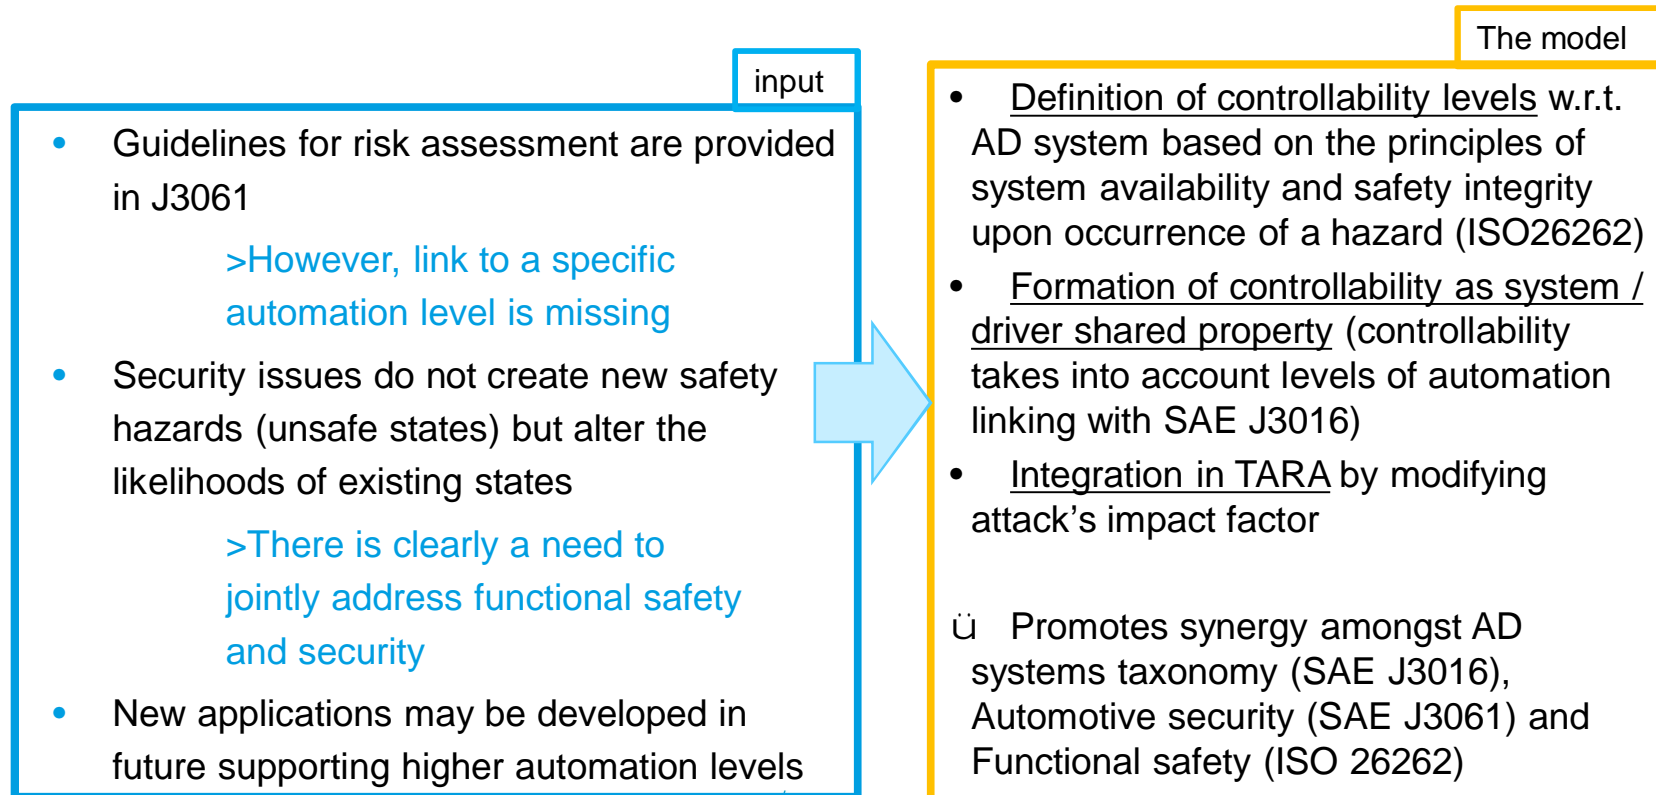 input
• Guidelines for risk assessment are provided
in J3061
>However, link to a specific
automation level is missing
• Security issues do not create new safety
hazards (unsafe states) but alter the
likelihoods of existing states
>There is clearly a need to
jointly address functional safety
and security
• New applications may be developed in
future supporting higher automation levels
The model
• Definition of controllability levels w.r.t.
AD system based on the principles of
system availability and safety integrity
upon occurrence of a hazard (ISO26262)
• Formation of controllability as system /
driver shared property (controllability
takes into account levels of automation
linking with SAE J3016)
• Integration in TARA by modifying
attack’s impact factor
ü Promotes synergy amongst AD
systems taxonomy (SAE J3016),
Automotive security (SAE J3061) and
Functional safety (ISO 26262)